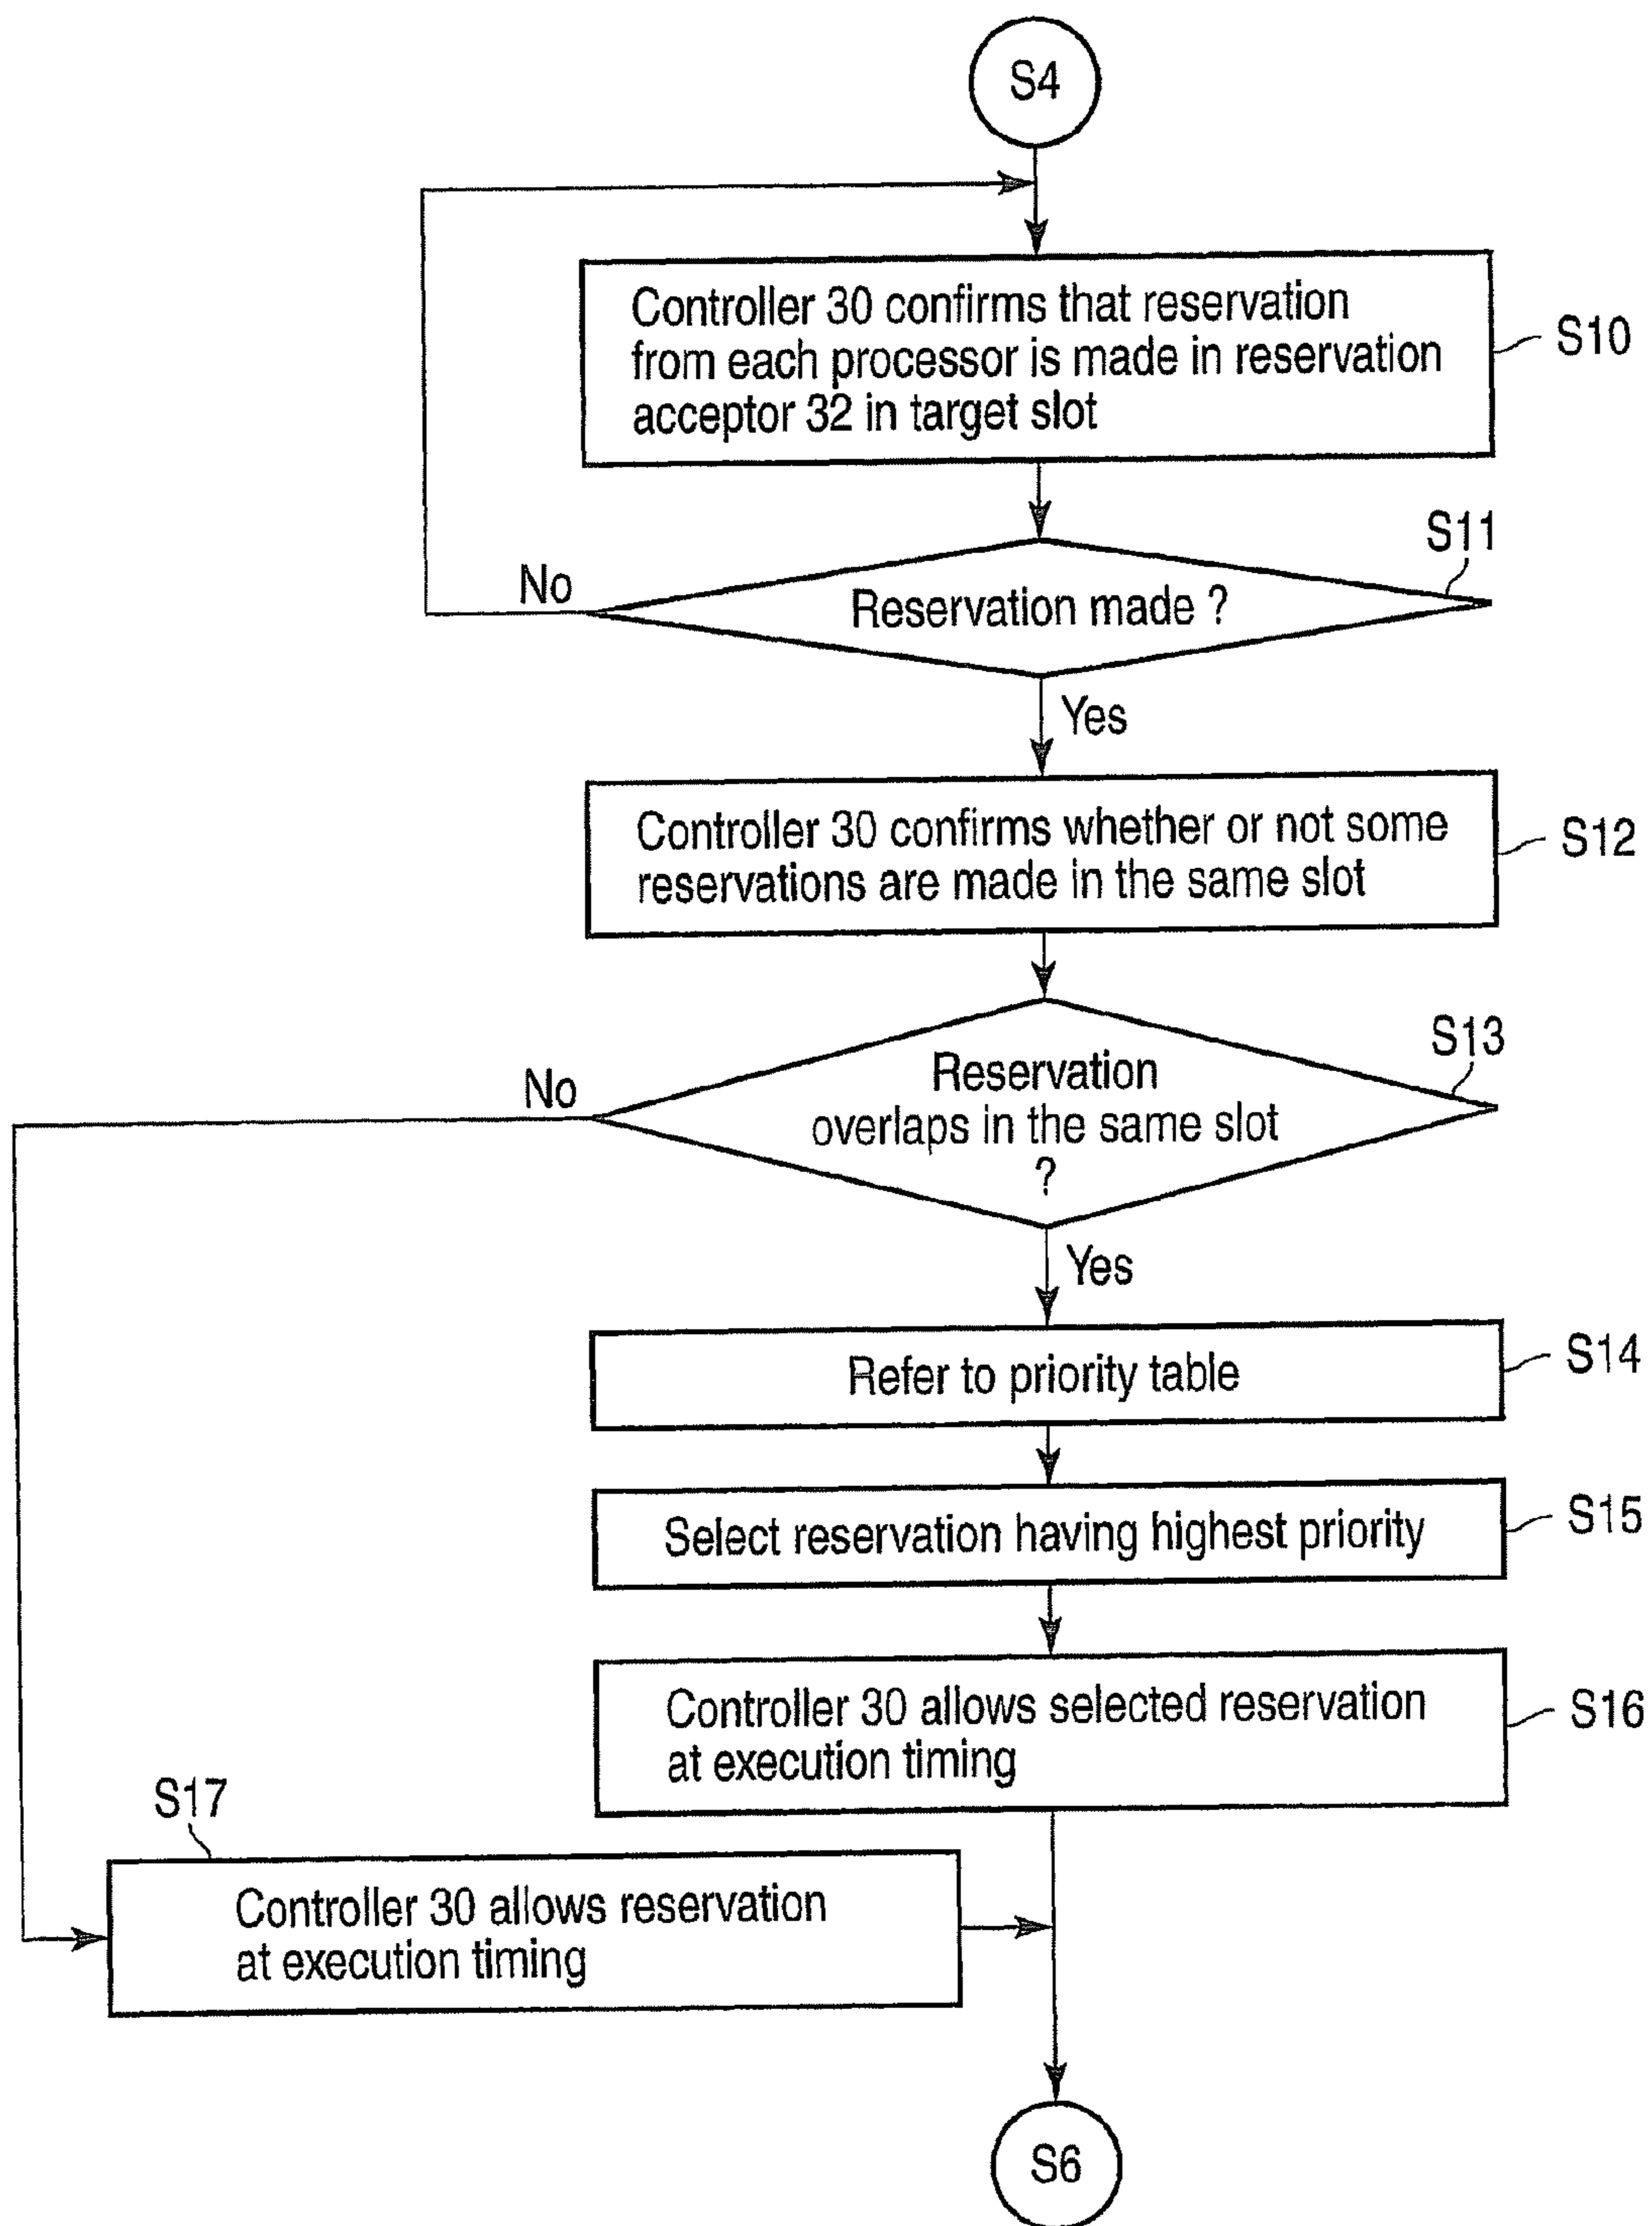 S4
Controller 30 confirms that reservation
from each processor is made in reservation
acceptor 32 in target slot
S10
S11
No
Reservation made ?
Yes
Controller 30 confirms whether or not some
reservations are made in the same slot
S12
S13
No
Reservation
overlaps in the same slot
?
Yes
Refer to priority table
S14
Select reservation having highest priority
S15
Controller 30 allows selected reservation
at execution timing
S16
S17
Controller 30 allows reservation
at execution timing
S6